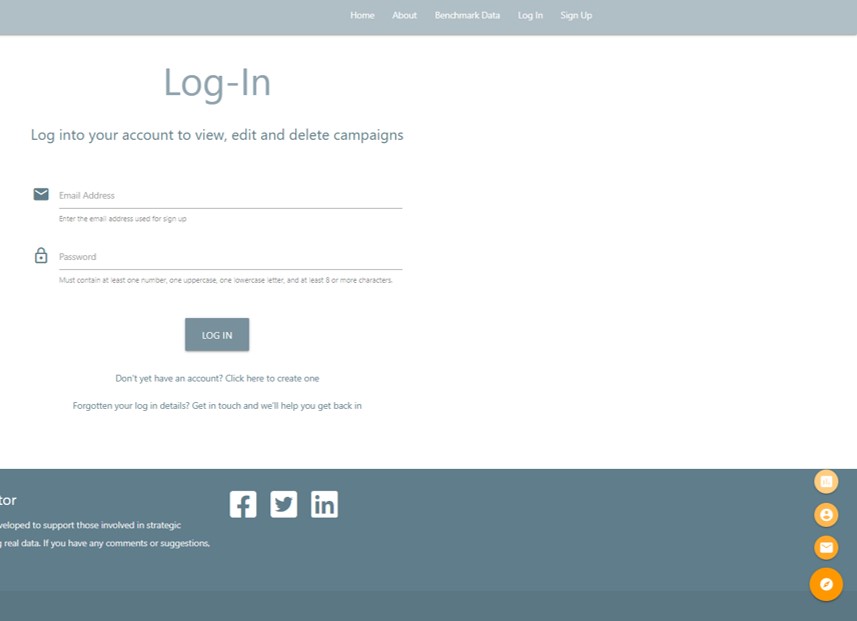 Home About Benchmark Data Log In Sign Up
Log-In
Log into your account to view, edit and delete campaigns
Email Address
Enter the email address used for sign up
Password
Must contain at least one number, one uppercase, one lowercase letter, and at least 8 or more characters.
LOG IN
Don't yet have an account? Click here to create one
Forgotten your log in details? Get in touch and we'll help you get back in
tor
veloped to support those involved in strategic
g real data. If you have any comments or suggestions,